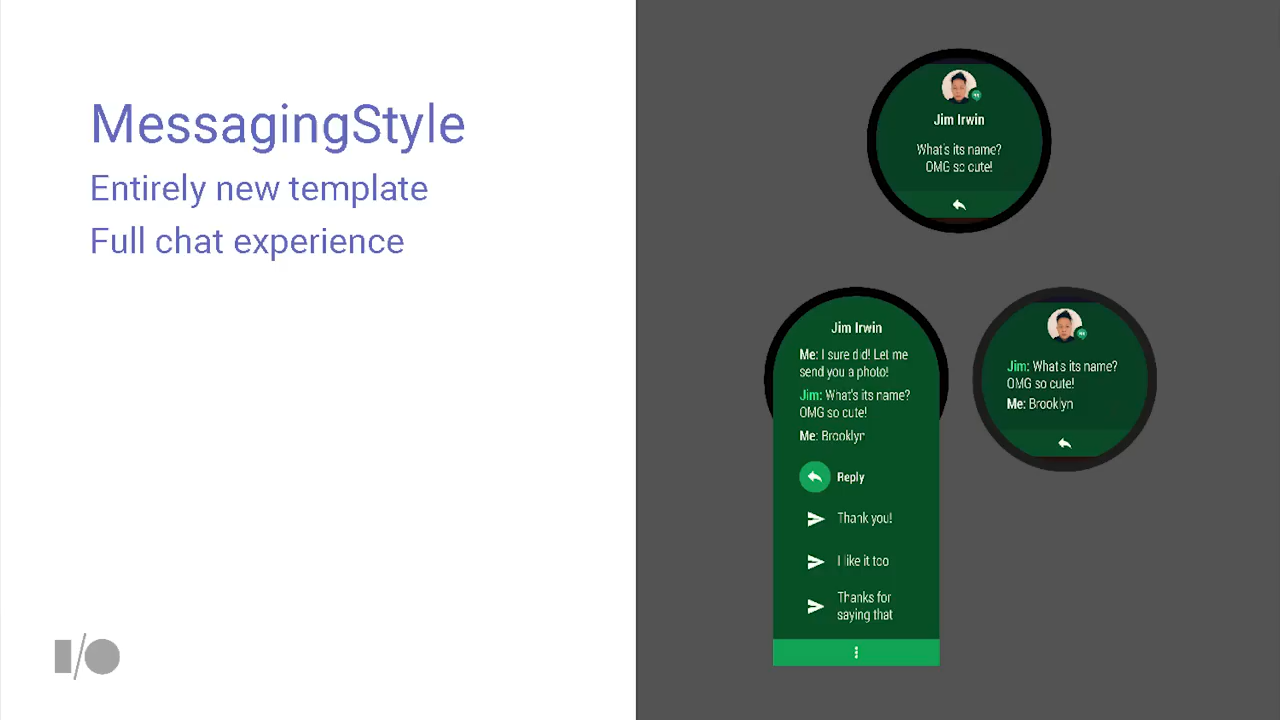 MessagingStyle
Entirely new template
Full chat experience
I/O
Jim Irwin
What's its name?
OMG so cute!
Jim Irwin
Me: I sure did! Let me
send you a photo!
Jim: What's its name?
OMG so cute!
Me: Brooklyn
Reply
Thank you!
I like it too
Thanks for
saying that
Jim: What's its name?
OMG so cute!
Me: Brooklyn